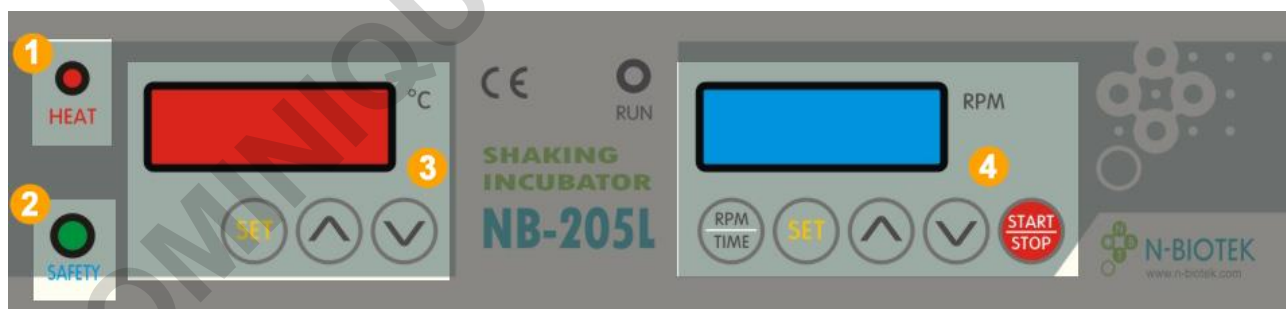 1
HEAT
2
SAFETY
°C
3
SET
CE
RUN
SHAKING
INCUBATOR
NB-205L
RPM
4
RPM
TIME
SET
START
STOP
N-BIOTEK
www.n-biotek.com